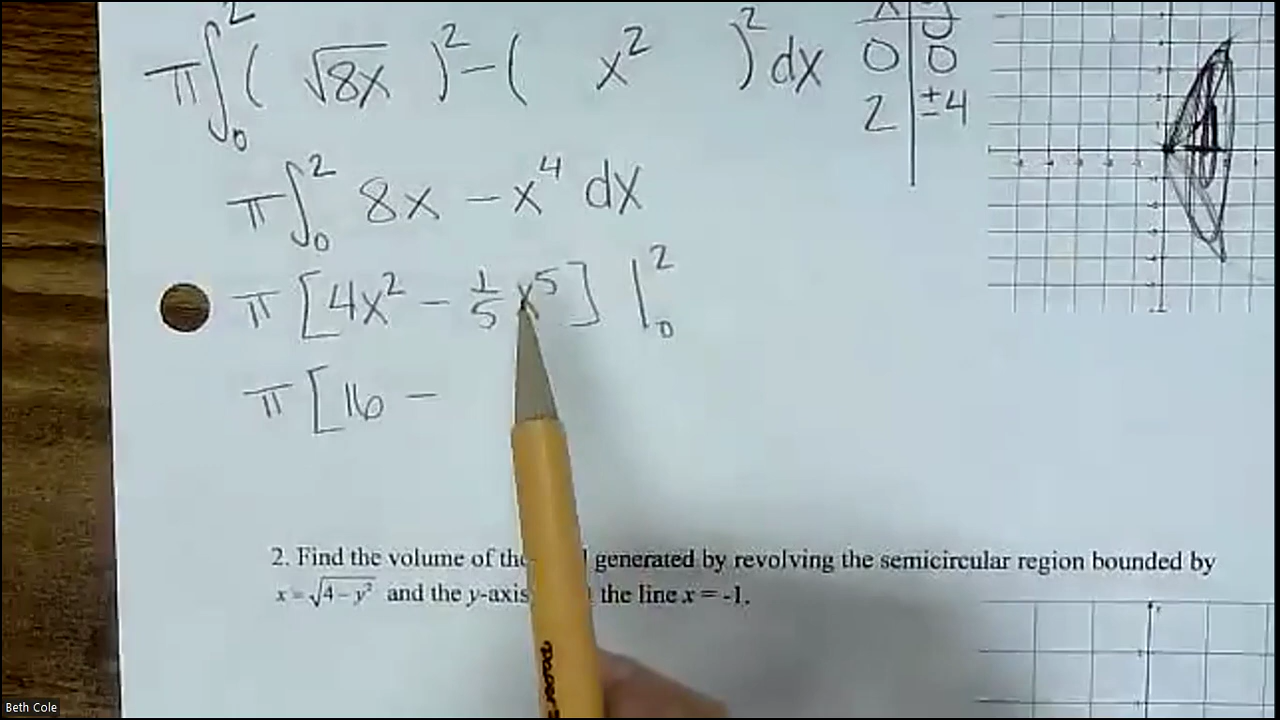 π∫₀² (√8x)² − (x²)² dx
x | y
0 | 0
2 | ±4
π∫₀² 8x − x⁴ dx
π[4x² − 1/5 x⁵] |₀²
π[16 −
2. Find the volume of the generated by revolving the semicircular region bounded by
x = √4 − y² and the y-axis the line x = -1.
Beth Cole